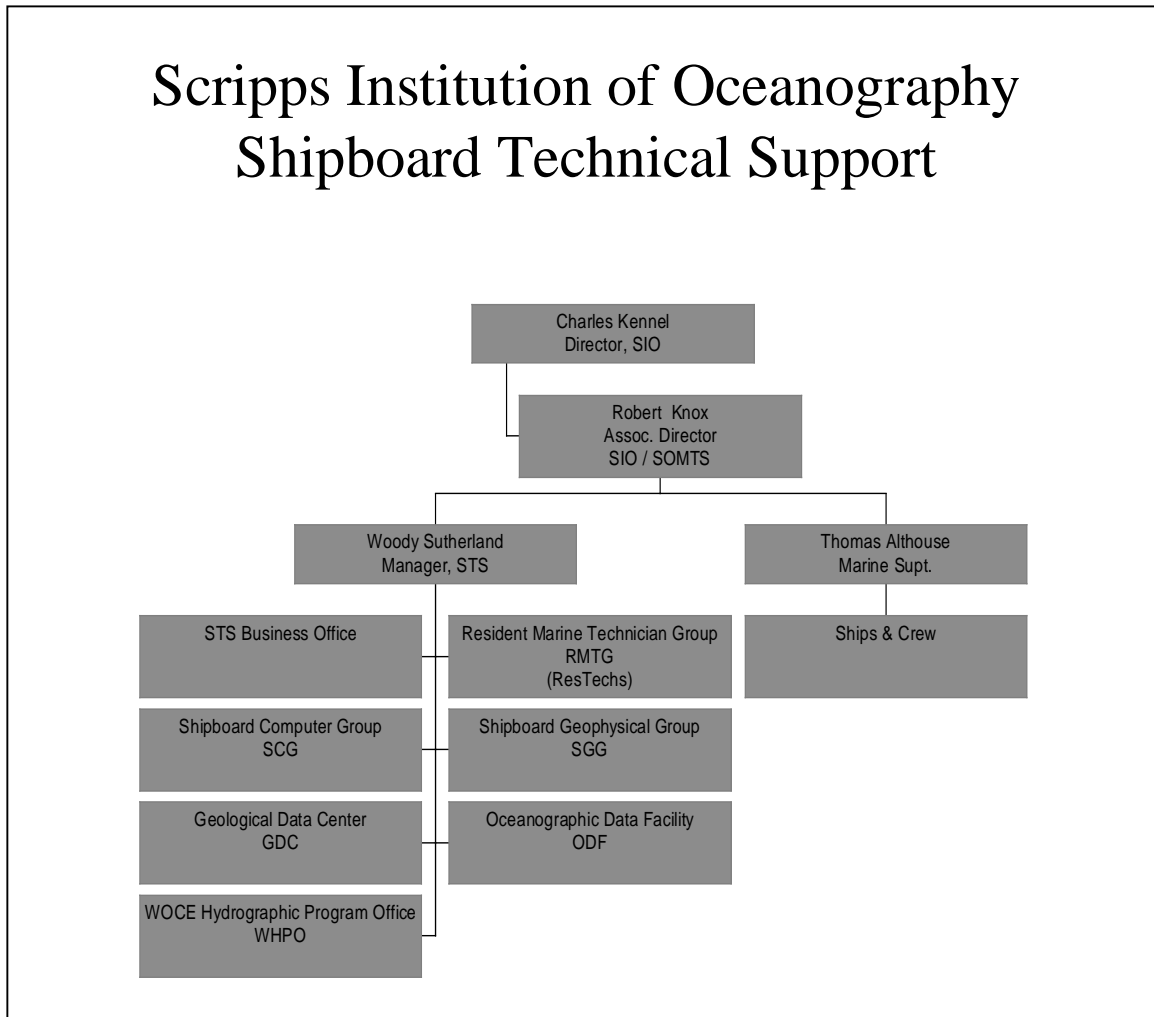 Scripps Institution of Oceanography
Shipboard Technical Support
Charles Kennel
Director, SIO
Robert Knox
Assoc. Director
SIO / SOMTS
Woody Sutherland
Manager, STS
Thomas Althouse
Marine Supt.
STS Business Office
Resident Marine Technician Group
RMTG
(ResTechs)
Ships & Crew
Shipboard Computer Group
SCG
Shipboard Geophysical Group
SGG
Geological Data Center
GDC
Oceanographic Data Facility
ODF
WOCE Hydrographic Program Office
WHPO